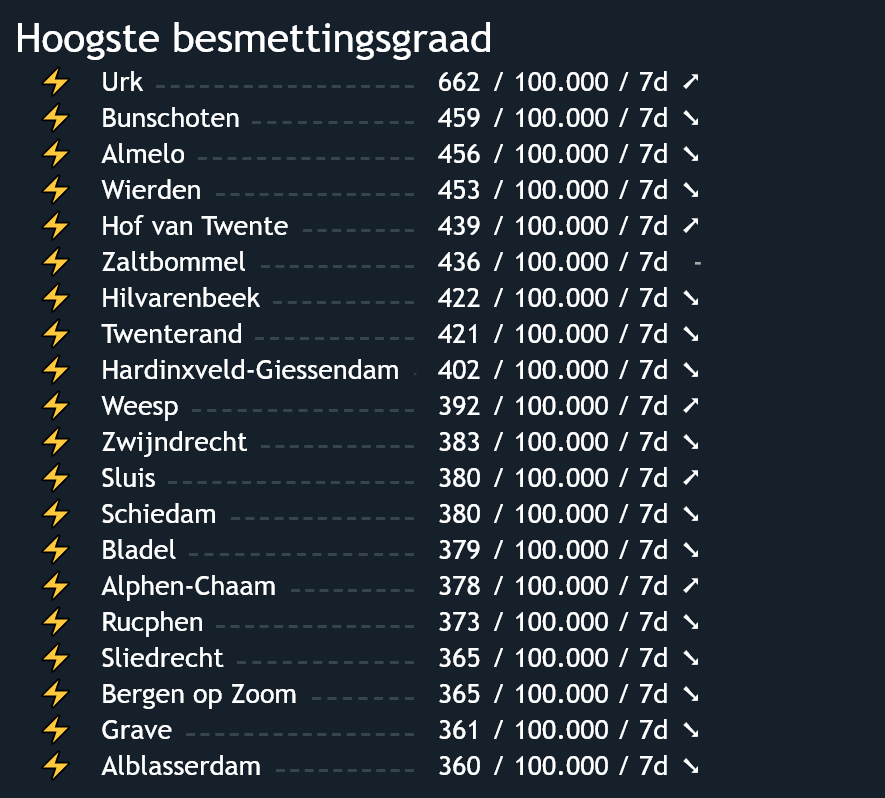 Hoogste besmettingsgraad
⚡ Urk 662 / 100.000 / 7d ➚
⚡ Bunschoten 459 / 100.000 / 7d ➘
⚡ Almelo 456 / 100.000 / 7d ➘
⚡ Wierden 453 / 100.000 / 7d ➘
⚡ Hof van Twente 439 / 100.000 / 7d ➚
⚡ Zaltbommel 436 / 100.000 / 7d -
⚡ Hilvarenbeek 422 / 100.000 / 7d ➘
⚡ Twenterand 421 / 100.000 / 7d ➘
⚡ Hardinxveld-Giessendam 402 / 100.000 / 7d ➘
⚡ Weesp 392 / 100.000 / 7d ➚
⚡ Zwijndrecht 383 / 100.000 / 7d ➘
⚡ Sluis 380 / 100.000 / 7d ➚
⚡ Schiedam 380 / 100.000 / 7d ➘
⚡ Bladel 379 / 100.000 / 7d ➘
⚡ Alphen-Chaam 378 / 100.000 / 7d ➚
⚡ Rucphen 373 / 100.000 / 7d ➘
⚡ Sliedrecht 365 / 100.000 / 7d ➘
⚡ Bergen op Zoom 365 / 100.000 / 7d ➘
⚡ Grave 361 / 100.000 / 7d ➘
⚡ Alblasserdam 360 / 100.000 / 7d ➘